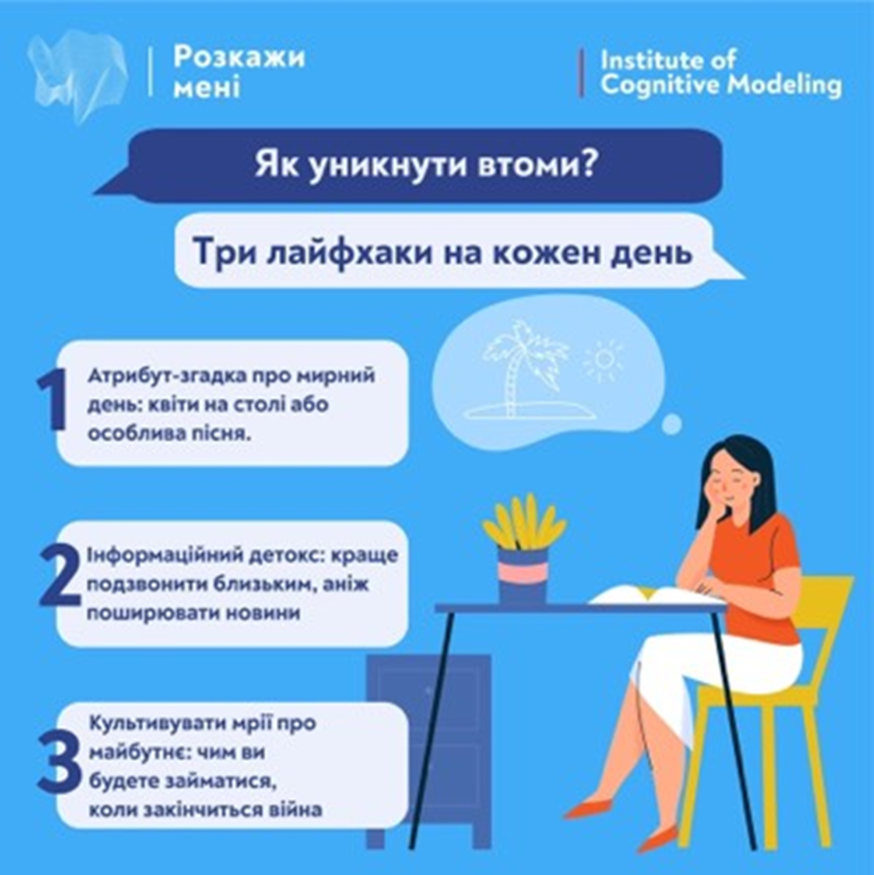 Розкажи
мені
Institute of
Cognitive Modeling
Як уникнути втоми?
Три лайфхаки на кожен день
1
Атрибут-згадка про мирний
день: квіти на столі або
особлива пісня.
2
Інформаційний детокс: краще
подзвонити близьким, аніж
поширювати новини
3
Культивувати мрії про
майбутнє: чим ви
будете займатися,
коли закінчиться війна